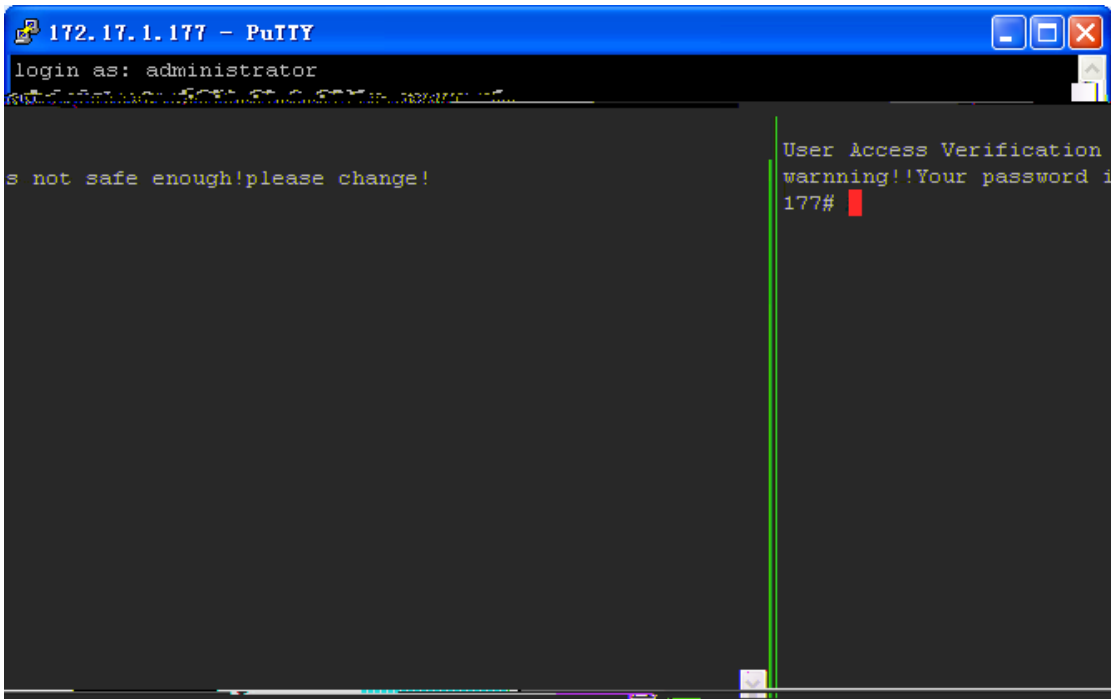 172.17.1.177 - PuTTY
login as: administrator
User Access Verification
warnning!!Your password i
s not safe enough!please change!
177#